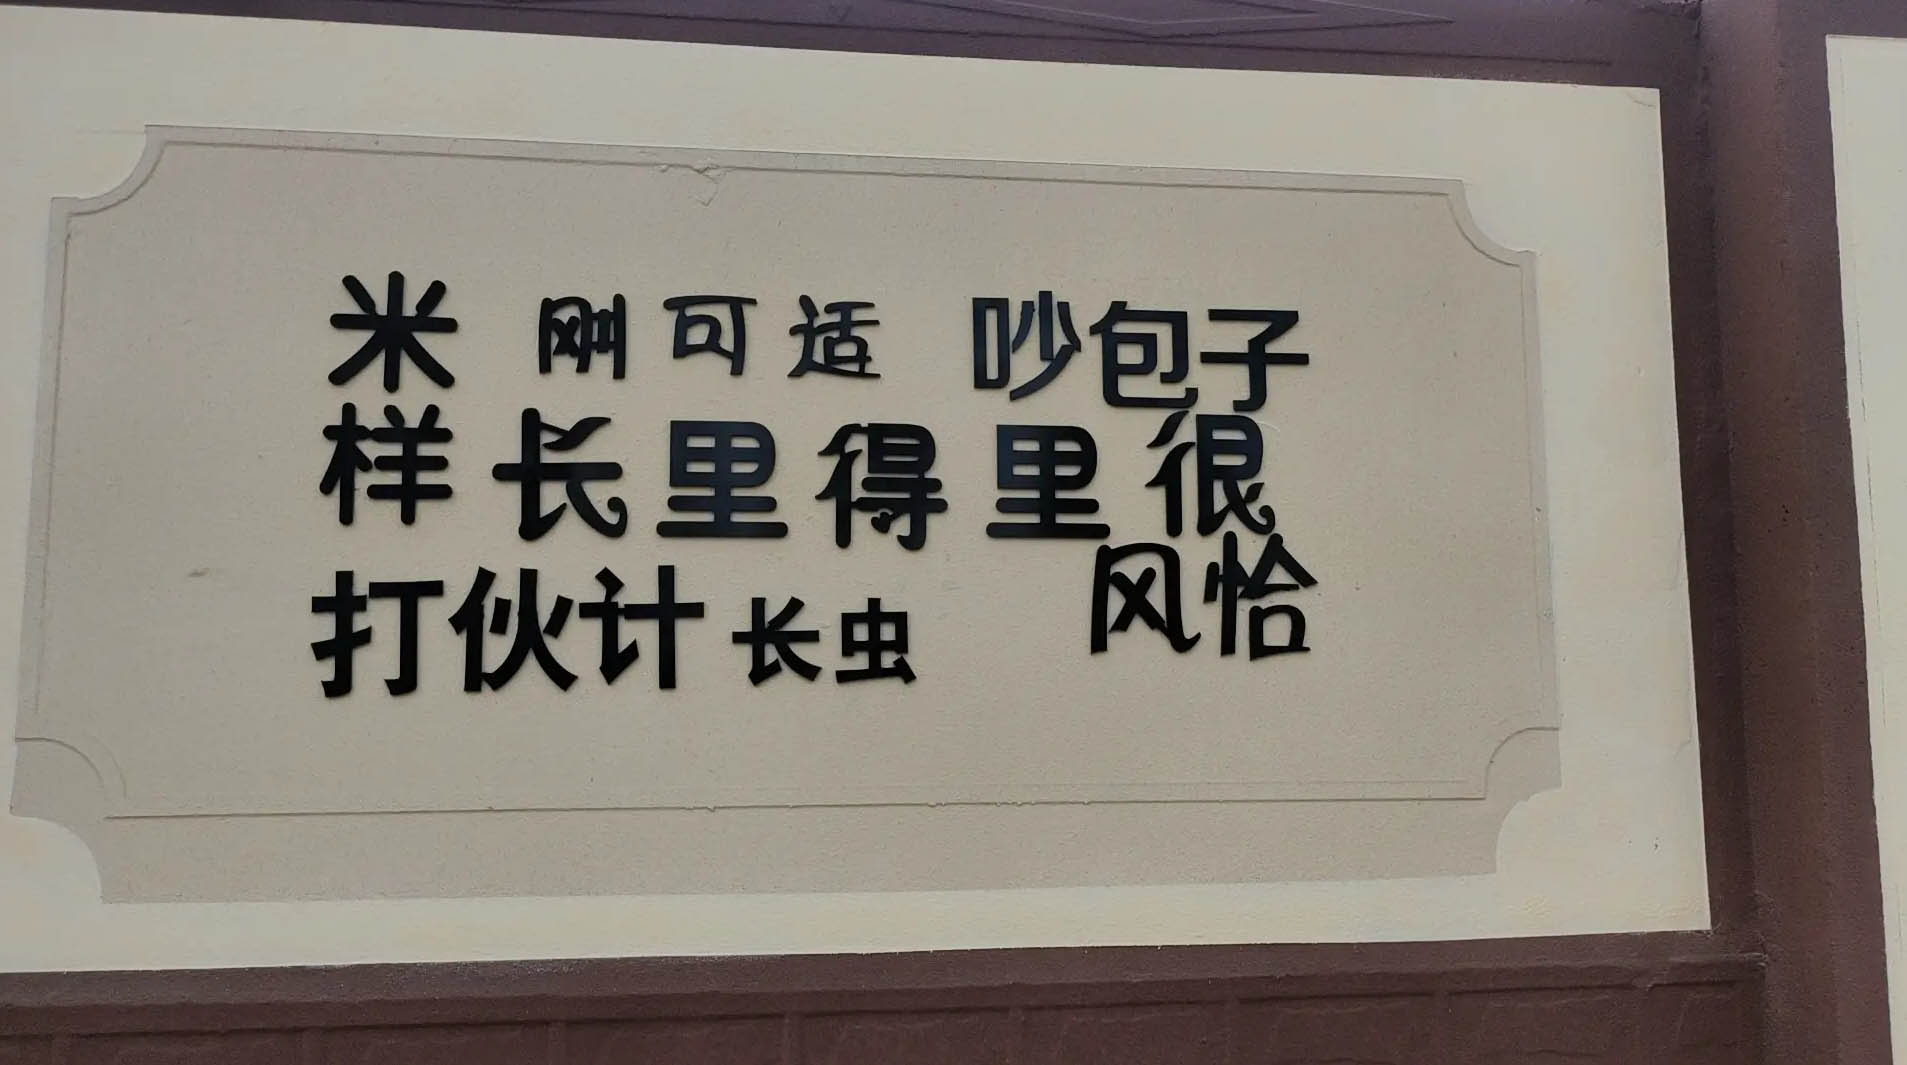 米 刚可适 吵包子
样长里得里很
打伙计长虫 风恰